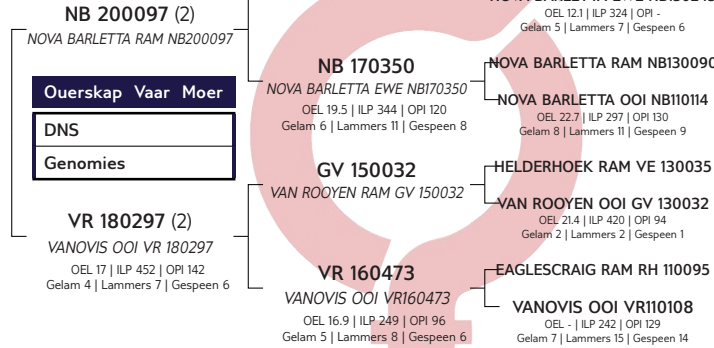 NB 200097 (2)
NOVA BARLETTA RAM NB200097
Ouerskap Vaar Moer
DNS
Genomies
VR 180297 (2)
VANOVIS OOI VR 180297
OEL 17 | ILP 452 | OPI 142
Gelam 4 | Lammers 7 | Gespeen 6
NB 170350
NOVA BARLETTA EWE NB170350
OEL 19.5 | ILP 344 | OPI 120
Gelam 6 | Lammers 11 | Gespeen 8
GV 150032
VAN ROOYEN RAM GV 150032
VR 160473
VANOVIS OOI VR160473
OEL 16.9 | ILP 249 | OPI 96
Gelam 5 | Lammers 8 | Gespeen 6
OEL 12.1 | ILP 324 | OPI -
Gelam 5 | Lammers 7 | Gespeen 6
NOVA BARLETTA RAM NB130090
NOVA BARLETTA OOI NB110114
OEL 22.7 | ILP 297 | OPI 130
Gelam 8 | Lammers 11 | Gespeen 9
HELDERHOEK RAM VE 130035
VAN ROOYEN OOI GV 130032
OEL 21.4 | ILP 420 | OPI 94
Gelam 2 | Lammers 2 | Gespeen 1
EAGLESCRAIG RAM RH 110095
VANOVIS OOI VR110108
OEL - | ILP 242 | OPI 129
Gelam 7 | Lammers 15 | Gespeen 14